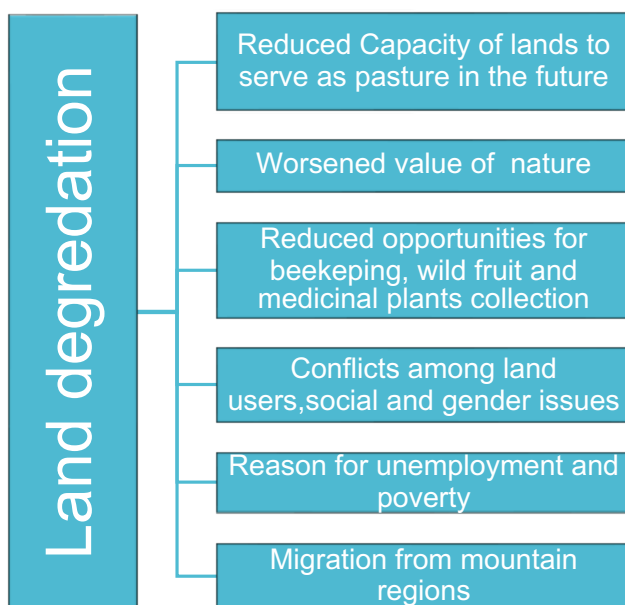 Land degredation
Reduced Capacity of lands to
serve as pasture in the future
Worsened value of nature
Reduced opportunities for
beekeping, wild fruit and
medicinal plants collection
Conflicts among land
users,social and gender issues
Reason for unemployment and
poverty
Migration from mountain
regions